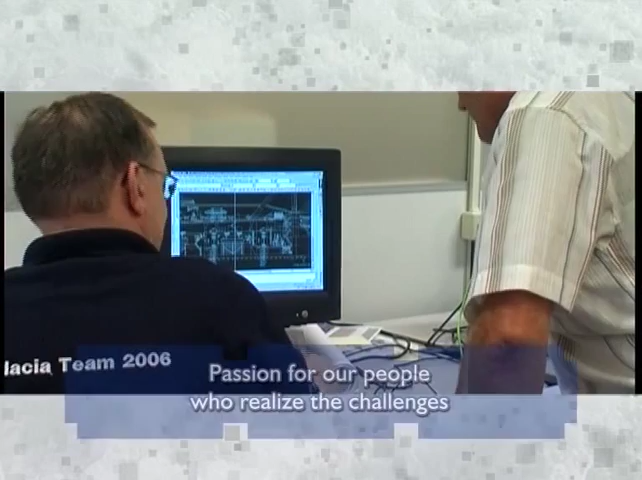 lacia Team 2006
Passion for our people
who realize the challenges